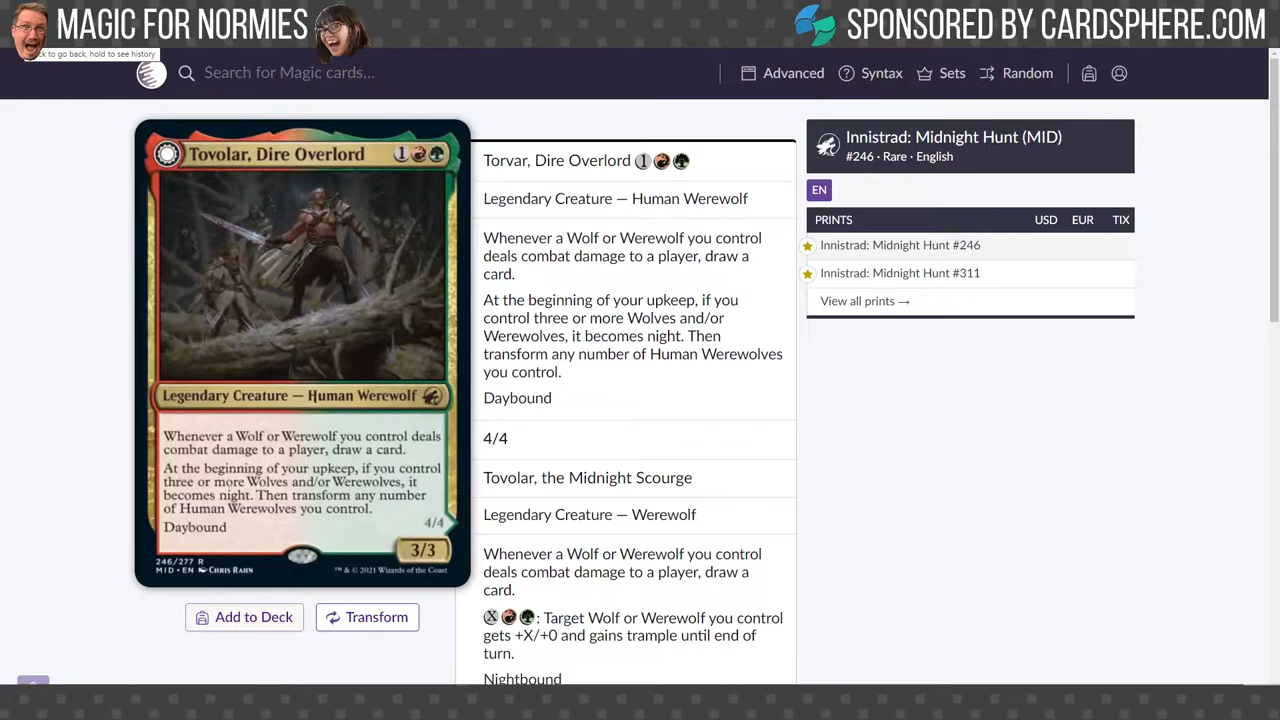 MAGIC FOR NORMIES
SPONSORED BY CARDSPHERE.COM
ck to go back, hold to see history
Search for Magic cards...
Advanced
Syntax
Sets
Random
Tovolar, Dire Overlord 1
Legendary Creature — Human Werewolf
Whenever a Wolf or Werewolf you control deals
combat damage to a player, draw a card.
At the beginning of your upkeep, if you control
three or more Wolves and/or Werewolves, it
becomes night. Then transform any number
of Human Werewolves you control.
Daybound
4/4
3/3
246/277 R
MID • EN CHRIS RAHN
™ & © 2021 Wizards of the Coast
Add to Deck
Transform
Torvar, Dire Overlord 1
Legendary Creature — Human Werewolf
Whenever a Wolf or Werewolf you control
deals combat damage to a player, draw a
card.
At the beginning of your upkeep, if you
control three or more Wolves and/or
Werewolves, it becomes night. Then
transform any number of Human Werewolves
you control.
Daybound
4/4
Tovolar, the Midnight Scourge
Legendary Creature — Werewolf
Whenever a Wolf or Werewolf you control
deals combat damage to a player, draw a
card.
X : Target Wolf or Werewolf you control
gets +X/+0 and gains trample until end of
turn.
Nightbound
Innistrad: Midnight Hunt (MID)
#246 · Rare · English
EN
PRINTS USD EUR TIX
Innistrad: Midnight Hunt #246
Innistrad: Midnight Hunt #311
View all prints →